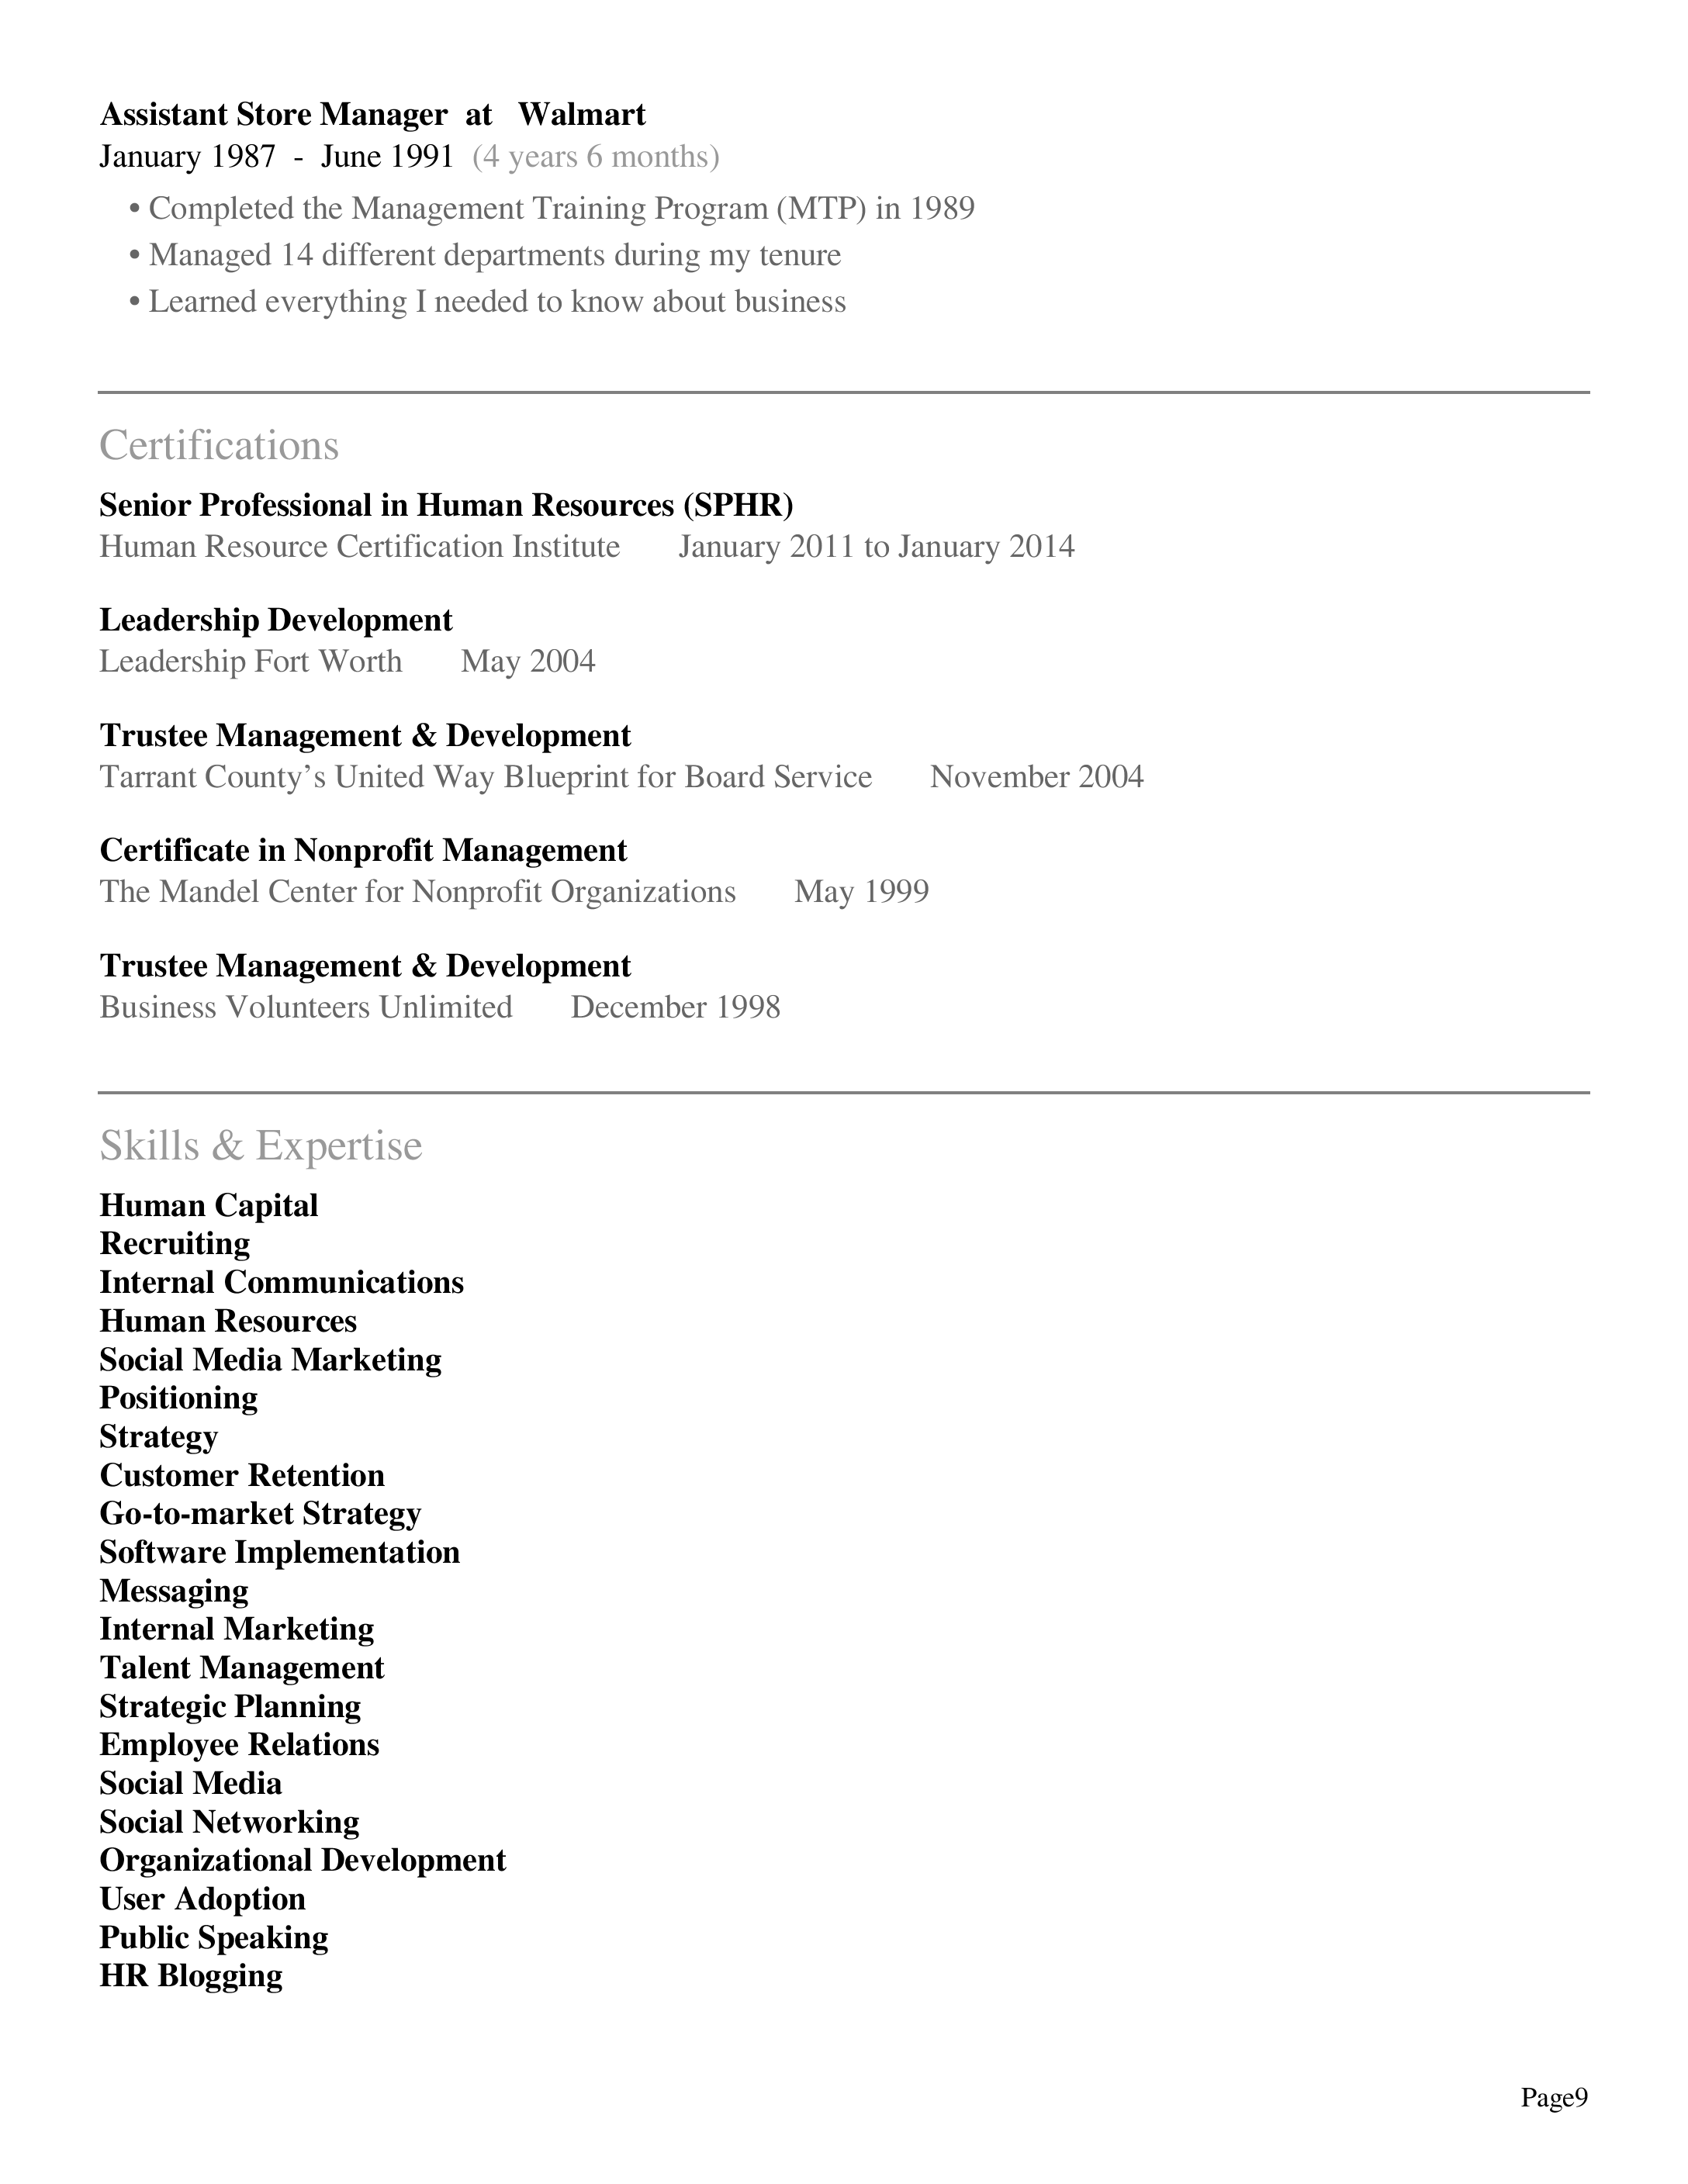 Assistant Store Manager at Walmart
January 1987 - June 1991 (4 years 6 months)
• Completed the Management Training Program (MTP) in 1989
• Managed 14 different departments during my tenure
• Learned everything I needed to know about business
Certifications
Senior Professional in Human Resources (SPHR)
Human Resource Certification Institute January 2011 to January 2014
Leadership Development
Leadership Fort Worth May 2004
Trustee Management & Development
Tarrant County’s United Way Blueprint for Board Service November 2004
Certificate in Nonprofit Management
The Mandel Center for Nonprofit Organizations May 1999
Trustee Management & Development
Business Volunteers Unlimited December 1998
Skills & Expertise
Human Capital
Recruiting
Internal Communications
Human Resources
Social Media Marketing
Positioning
Strategy
Customer Retention
Go-to-market Strategy
Software Implementation
Messaging
Internal Marketing
Talent Management
Strategic Planning
Employee Relations
Social Media
Social Networking
Organizational Development
User Adoption
Public Speaking
HR Blogging
Page9